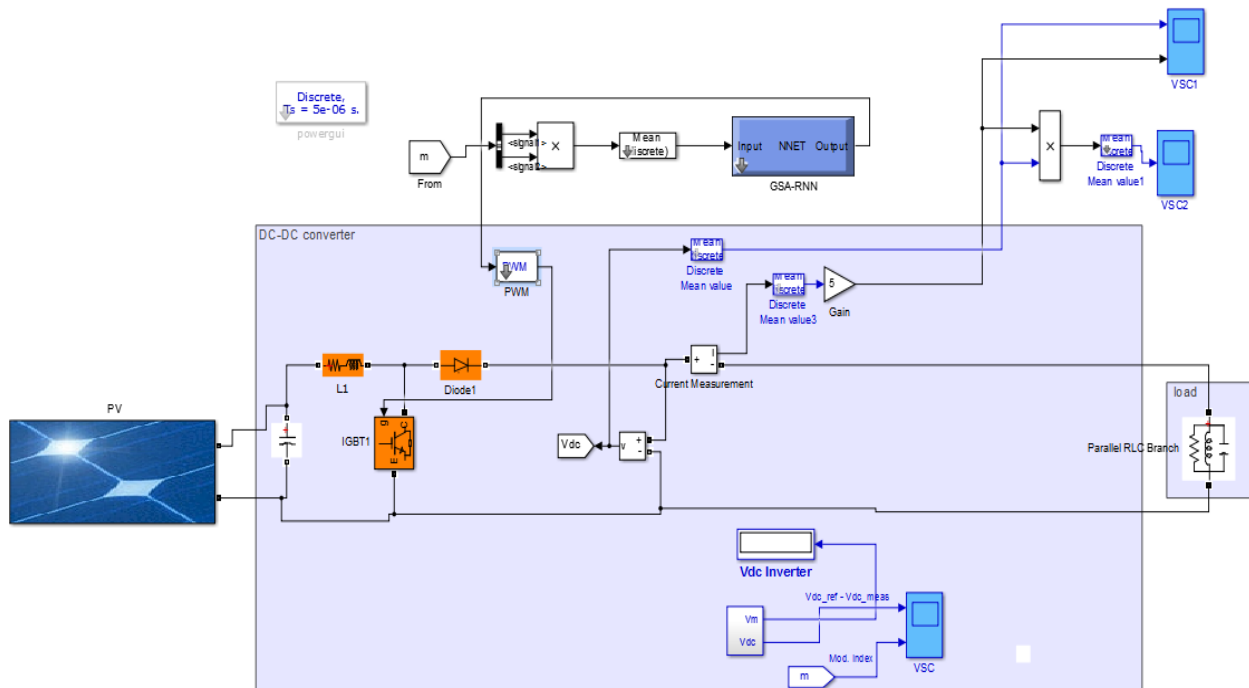 VSC1
Discrete,
Ts = 5e-06 s.
powergui
m
From
<signal1 >
<signal2 >
×
Mean
Input NNET Output
GSA-RNN
×
Discrete
Mean value1
VSC2
DC-DC converter
PWM
PWM
Mean
Discrete
Mean value
Mean
Discrete
Mean value3
5
Gain
L1
Diode1
+
i
-
Current Measurement
load
PV
g
C
E
IGBT1
Vdc
v
+
-
+
+
Parallel RLC Branch
Vdc Inverter
Vdc_ref - Vdc_meas
Vm
Vdc
Mod. Index
m
VSC